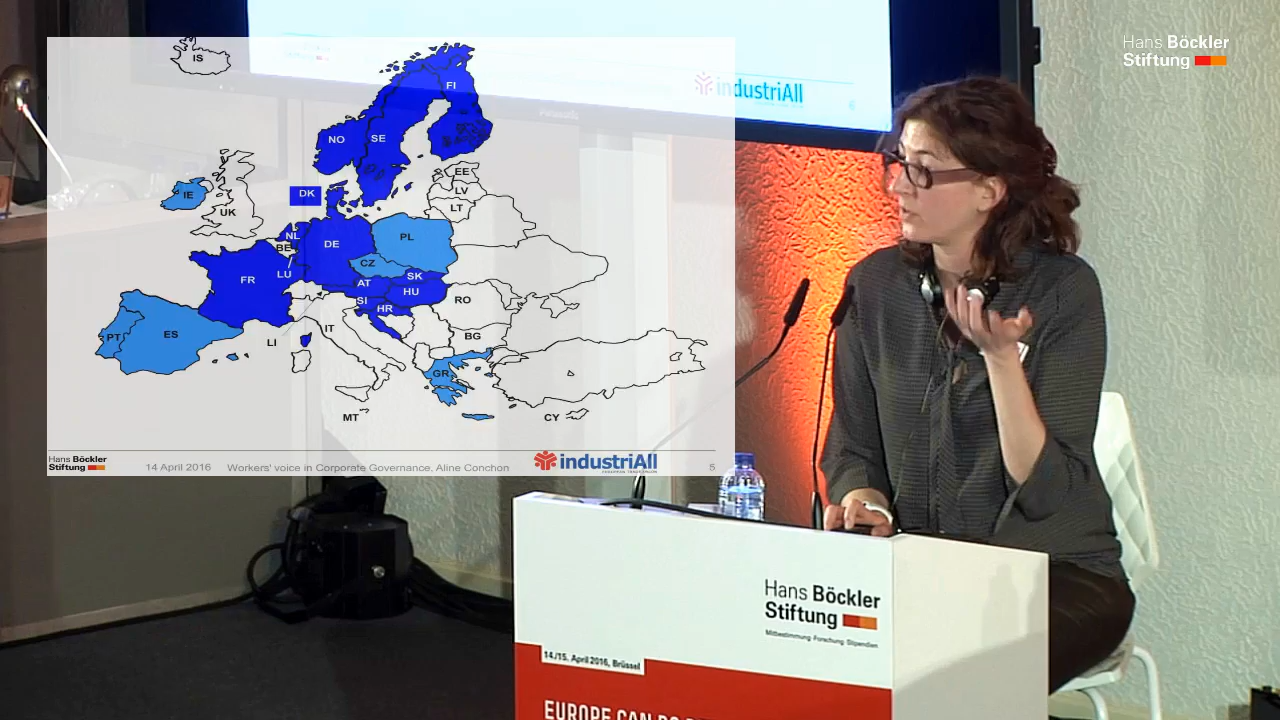 Hans Böckler
Stiftung
industriAll
IS
FI
NO
SE
EE
LV
LT
DK
IE
UK
NL
BE
DE
PL
CZ
LU
FR
AT
SK
HU
SI
HR
RO
PT
ES
LI
IT
BG
GR
MT
CY
Hans Böckler
Stiftung
14 April 2016
Workers' voice in Corporate Governance, Aline Conchon
industriAll
5
Hans Böckler
Stiftung
Mitbestimmung·Forschung·Stipendien
14./15. April 2016, Brüssel
EUROPE CAN DO